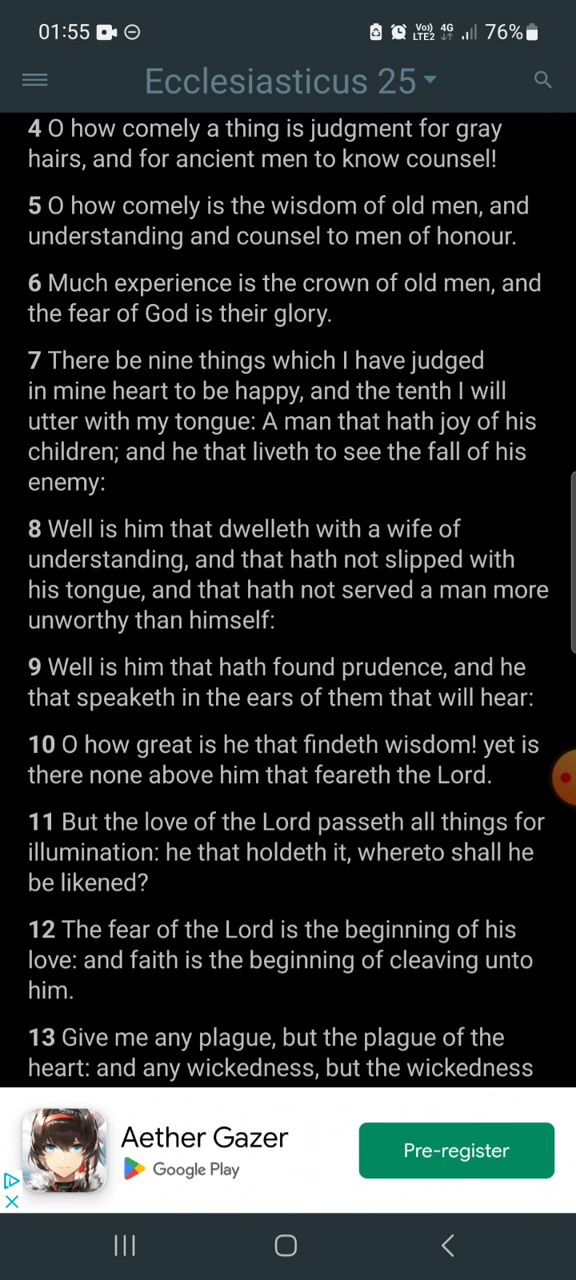 01:55
Vo)) 4G
LTE2
76%
Ecclesiasticus 25
4 O how comely a thing is judgment for gray
hairs, and for ancient men to know counsel!
5 O how comely is the wisdom of old men, and
understanding and counsel to men of honour.
6 Much experience is the crown of old men, and
the fear of God is their glory.
7 There be nine things which I have judged
in mine heart to be happy, and the tenth I will
utter with my tongue: A man that hath joy of his
children; and he that liveth to see the fall of his
enemy:
8 Well is him that dwelleth with a wife of
understanding, and that hath not slipped with
his tongue, and that hath not served a man more
unworthy than himself:
9 Well is him that hath found prudence, and he
that speaketh in the ears of them that will hear:
10 O how great is he that findeth wisdom! yet is
there none above him that feareth the Lord.
11 But the love of the Lord passeth all things for
illumination: he that holdeth it, whereto shall he
be likened?
12 The fear of the Lord is the beginning of his
love: and faith is the beginning of cleaving unto
him.
13 Give me any plague, but the plague of the
heart: and any wickedness, but the wickedness
Aether Gazer
Google Play
Pre-register